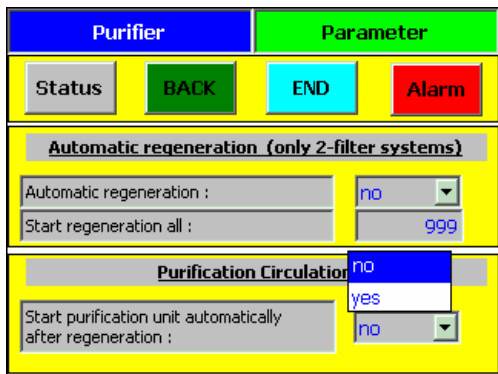 Purifier Parameter
Status BACK END Alarm
Automatic regeneration (only 2-filter systems)
Automatic regeneration : no
Start regeneration all : 999
Purification Circulation
no
yes
Start purification unit automatically
after regeneration : no